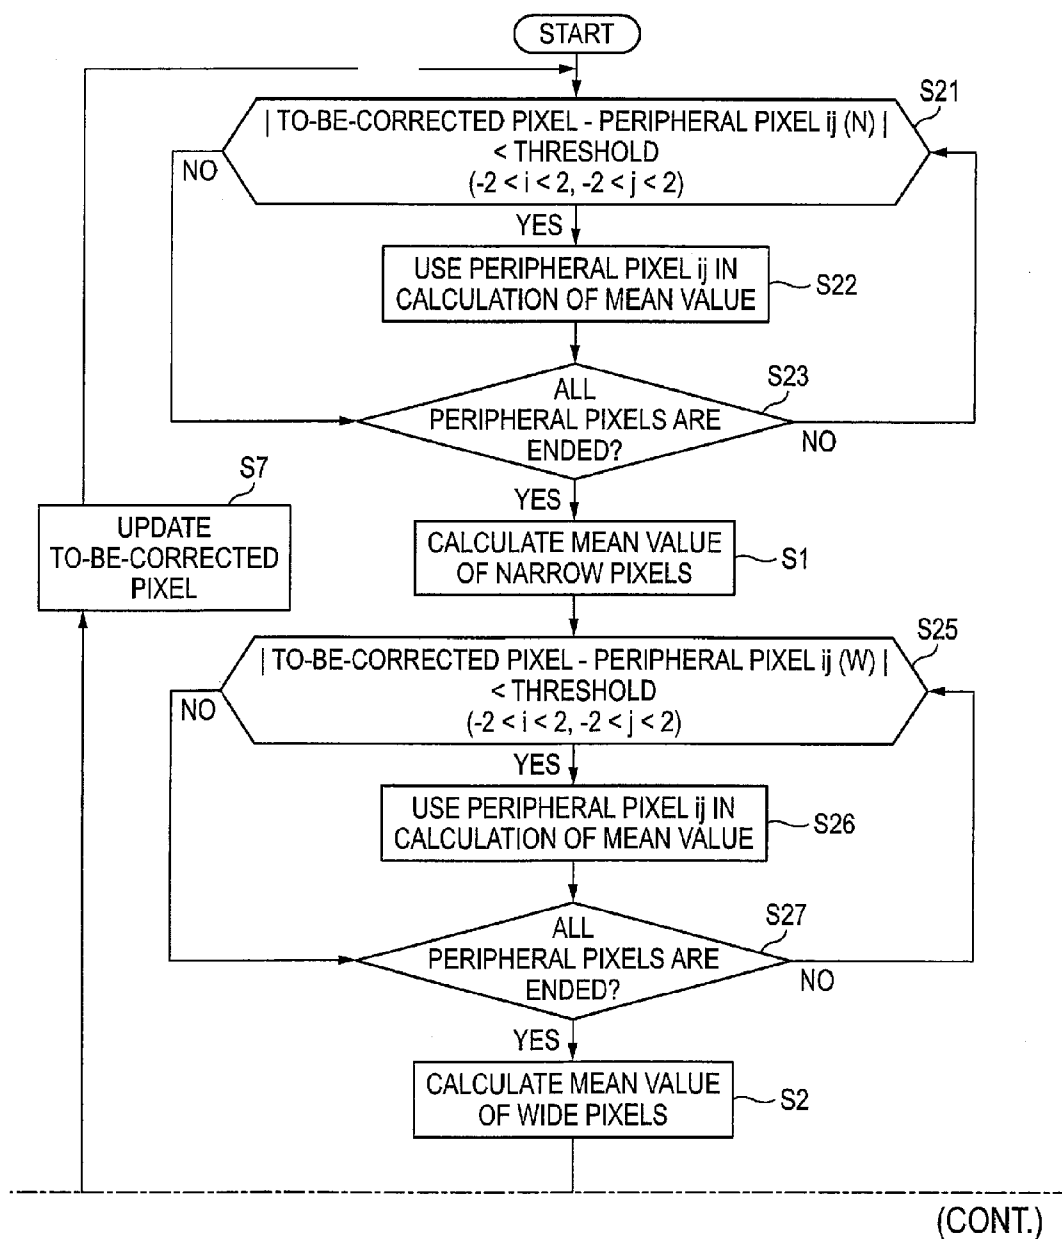 START
S21
| TO-BE-CORRECTED PIXEL - PERIPHERAL PIXEL ij (N) |
< THRESHOLD
(-2 < i < 2, -2 < j < 2)
NO
YES
USE PERIPHERAL PIXEL ij IN
CALCULATION OF MEAN VALUE
S22
S23
ALL
PERIPHERAL PIXELS ARE
ENDED?
NO
YES
S7
UPDATE
TO-BE-CORRECTED
PIXEL
CALCULATE MEAN VALUE
OF NARROW PIXELS
S1
S25
| TO-BE-CORRECTED PIXEL - PERIPHERAL PIXEL ij (W) |
< THRESHOLD
(-2 < i < 2, -2 < j < 2)
NO
YES
USE PERIPHERAL PIXEL ij IN
CALCULATION OF MEAN VALUE
S26
S27
ALL
PERIPHERAL PIXELS ARE
ENDED?
NO
YES
CALCULATE MEAN VALUE
OF WIDE PIXELS
S2
(CONT.)